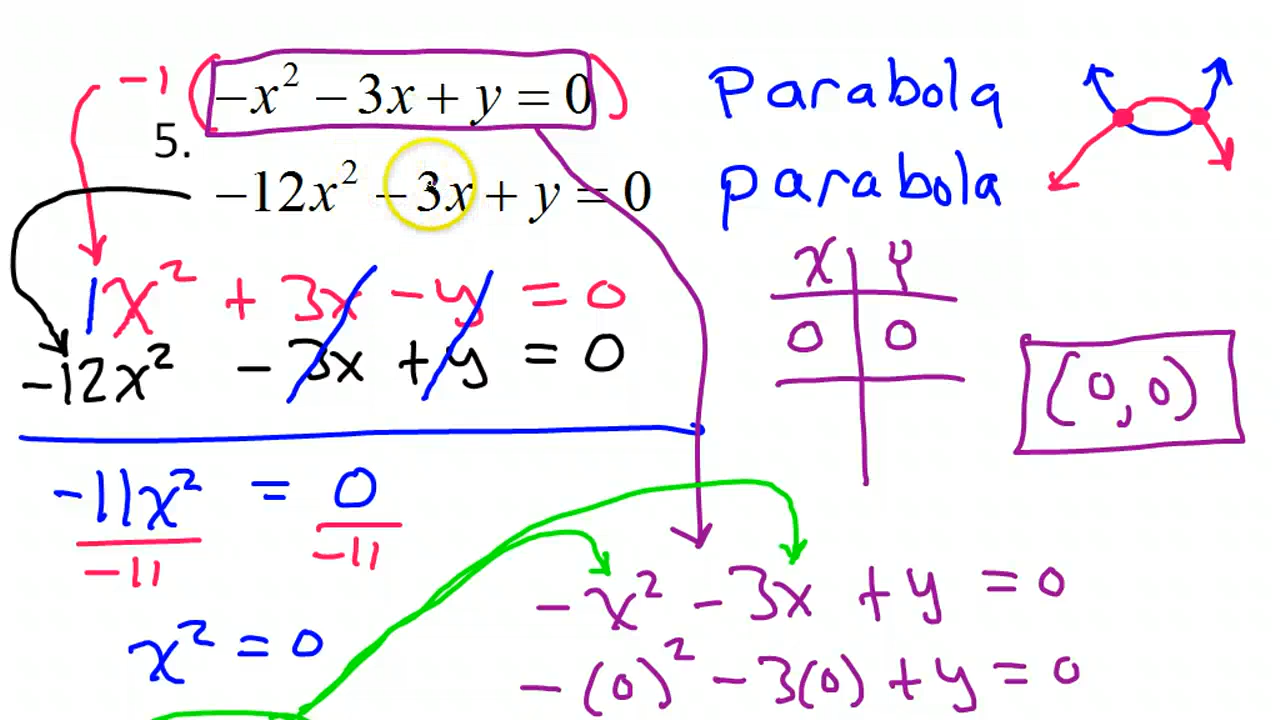 -1 ( -x² - 3x + y = 0 ) Parabola
5.
-12x² - 3x + y = 0 parabola
1x² + 3x - y = 0
-12x² - 3x + y = 0
x y
0 0
(0,0)
-11x² = 0
-11 -11
x² = 0
-x² - 3x + y = 0
-(0)² - 3(0) + y = 0